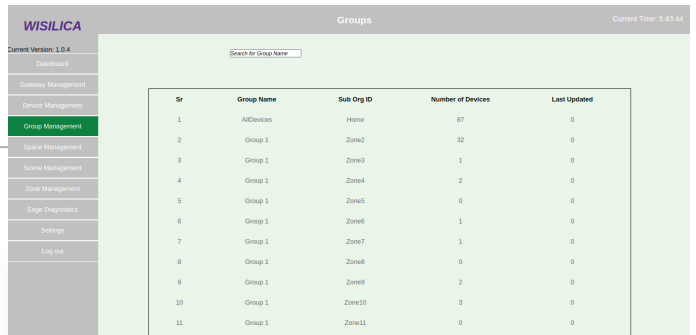 Groups
Current Time: 5:43:44
WISILICA
Current Version: 1.0.4
Dashboard
Gateway Management
Device Management
Group Management
Space Management
Scene Management
Zone Management
Edge Diagnostics
Settings
Log out
Search for Group Name
Sr Group Name Sub Org ID Number of Devices Last Updated
1 AllDevices Home 87 0
2 Group 1 Zone2 32 0
3 Group 1 Zone3 1 0
4 Group 1 Zone4 2 0
5 Group 1 Zone5 0 0
6 Group 1 Zone6 1 0
7 Group 1 Zone7 1 0
8 Group 1 Zone8 0 0
9 Group 1 Zone9 2 0
10 Group 1 Zone10 3 0
11 Group 1 Zone11 0 0